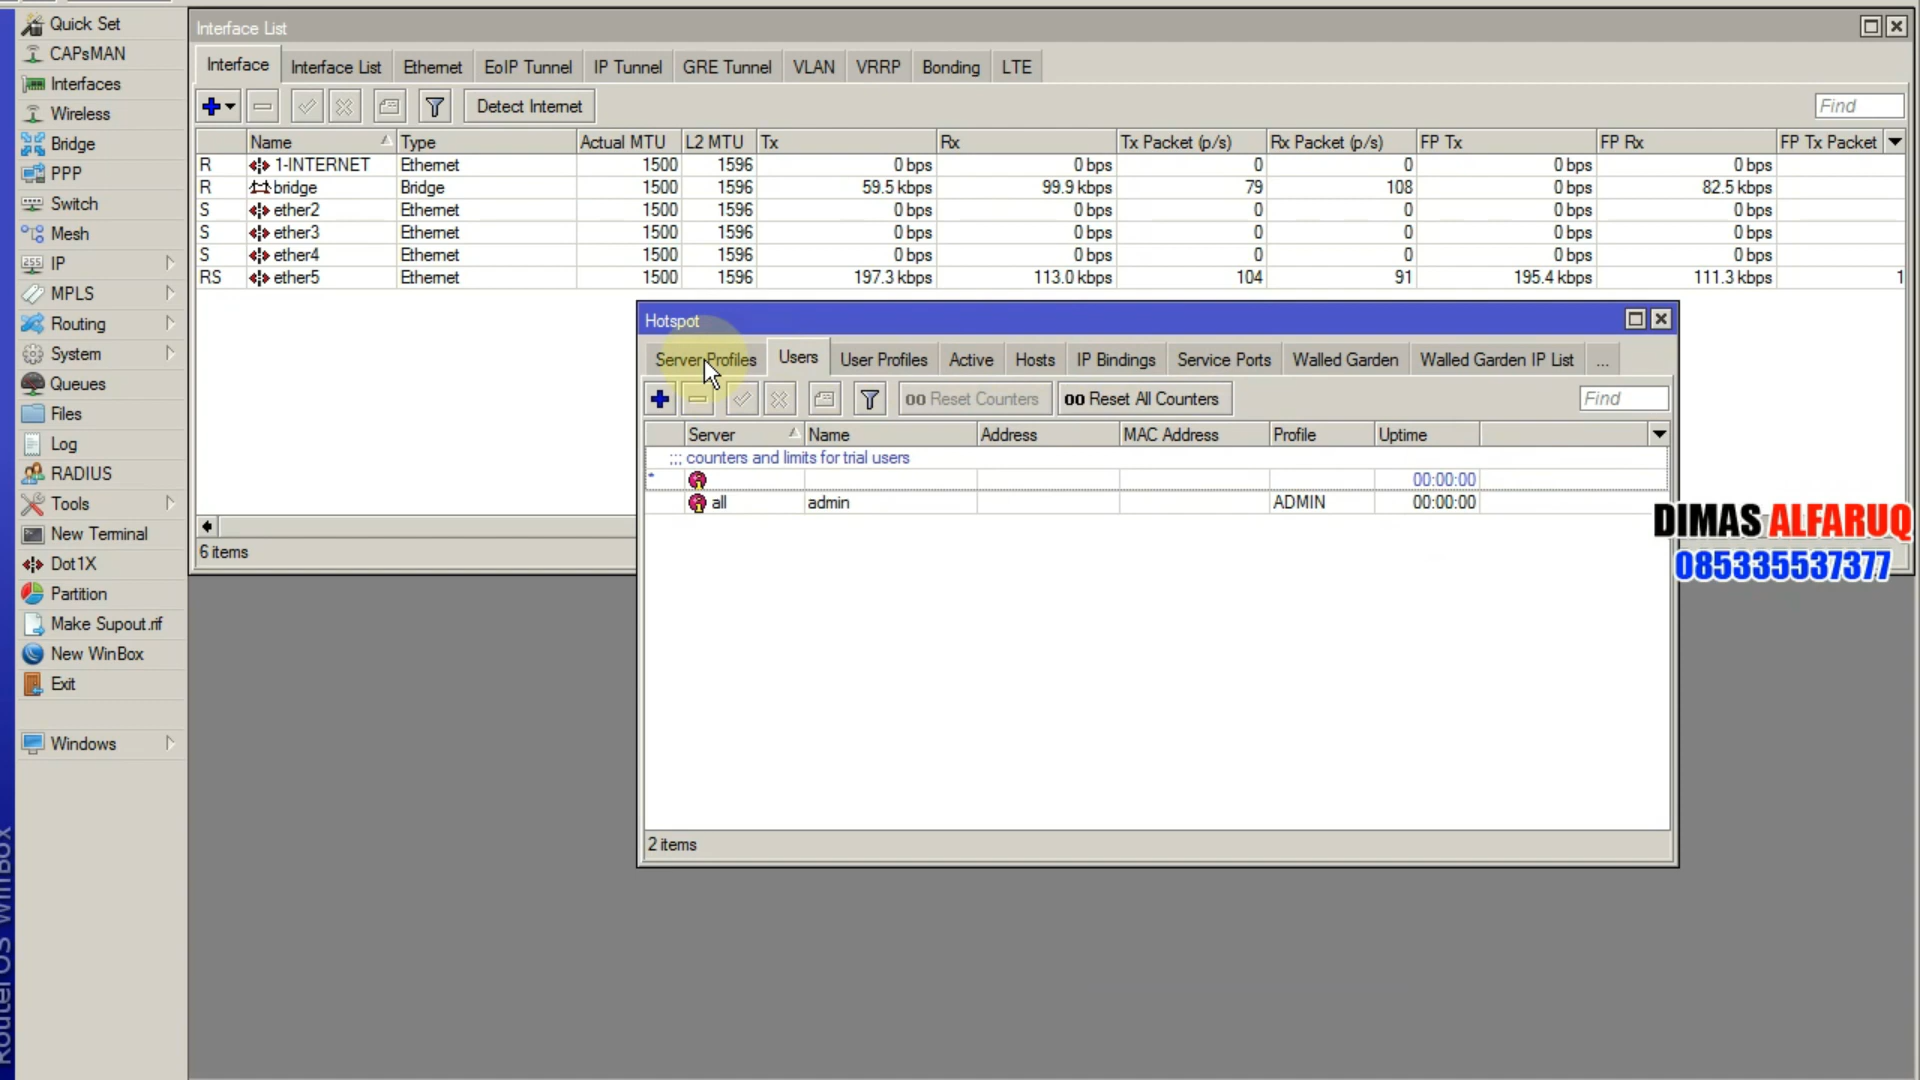 Quick Set
CAPsMAN
Interfaces
Wireless
Bridge
PPP
Switch
Mesh
IP
MPLS
Routing
System
Queues
Files
Log
RADIUS
Tools
New Terminal
Dot1X
Partition
Make Supout.rif
New WinBox
Exit
Windows
RouterOS WinBox
Interface List
Interface Interface List Ethernet EoIP Tunnel IP Tunnel GRE Tunnel VLAN VRRP Bonding LTE
Detect Internet Find
Name Type Actual MTU L2 MTU Tx Rx Tx Packet (p/s) Rx Packet (p/s) FP Tx FP Rx FP Tx Packet
R 1-INTERNET Ethernet 1500 1596 0 bps 0 bps 0 0 0 bps 0 bps
R bridge Bridge 1500 1596 59.5 kbps 99.9 kbps 79 108 0 bps 82.5 kbps
S ether2 Ethernet 1500 1596 0 bps 0 bps 0 0 0 bps 0 bps
S ether3 Ethernet 1500 1596 0 bps 0 bps 0 0 0 bps 0 bps
S ether4 Ethernet 1500 1596 0 bps 0 bps 0 0 0 bps 0 bps
RS ether5 Ethernet 1500 1596 197.3 kbps 113.0 kbps 104 91 195.4 kbps 111.3 kbps 1
6 items
Hotspot
Server Profiles Users User Profiles Active Hosts IP Bindings Service Ports Walled Garden Walled Garden IP List ...
00 Reset Counters 00 Reset All Counters Find
Server Name Address MAC Address Profile Uptime
;;; counters and limits for trial users
* 00:00:00
all admin ADMIN 00:00:00
2 items
DIMAS ALFARUQ
085335537377